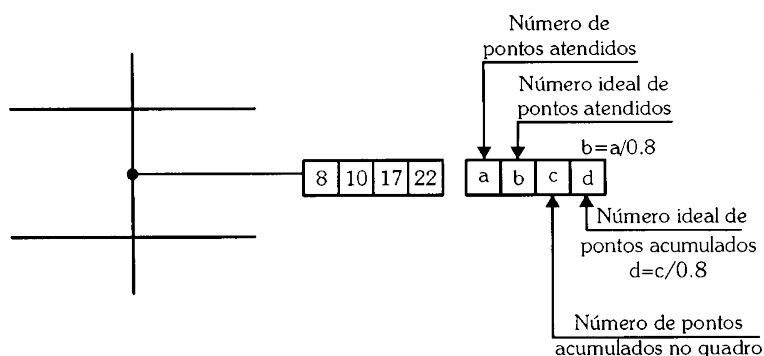 Número de
pontos atendidos
Número ideal de
pontos atendidos
b=a/0.8
8 10 17 22
a b c d
Número ideal de
pontos acumulados
d=c/0.8
Número de pontos
acumulados no quadro